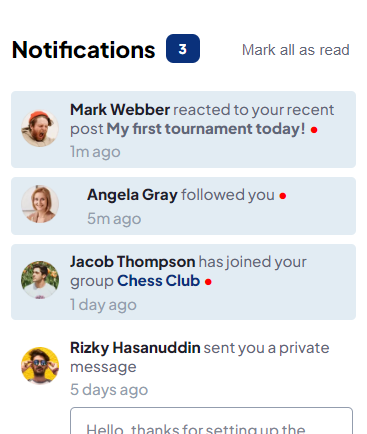 Notifications 3 Mark all as read
Mark Webber reacted to your recent
post My first tournament today!
1m ago
Angela Gray followed you
5m ago
Jacob Thompson has joined your
group Chess Club
1 day ago
Rizky Hasanuddin sent you a private
message
5 days ago
Hello, thanks for setting up the